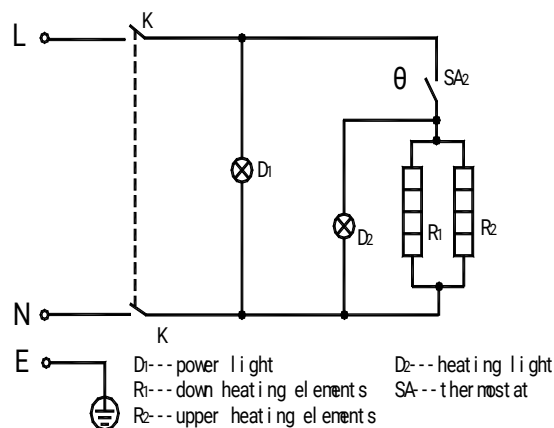 L
K
θ
SA2
D1
D2
R1
R2
N
K
E
D1---power light
D2---heating light
R1---down heating elements
SA---thermostat
R2---upper heating elements